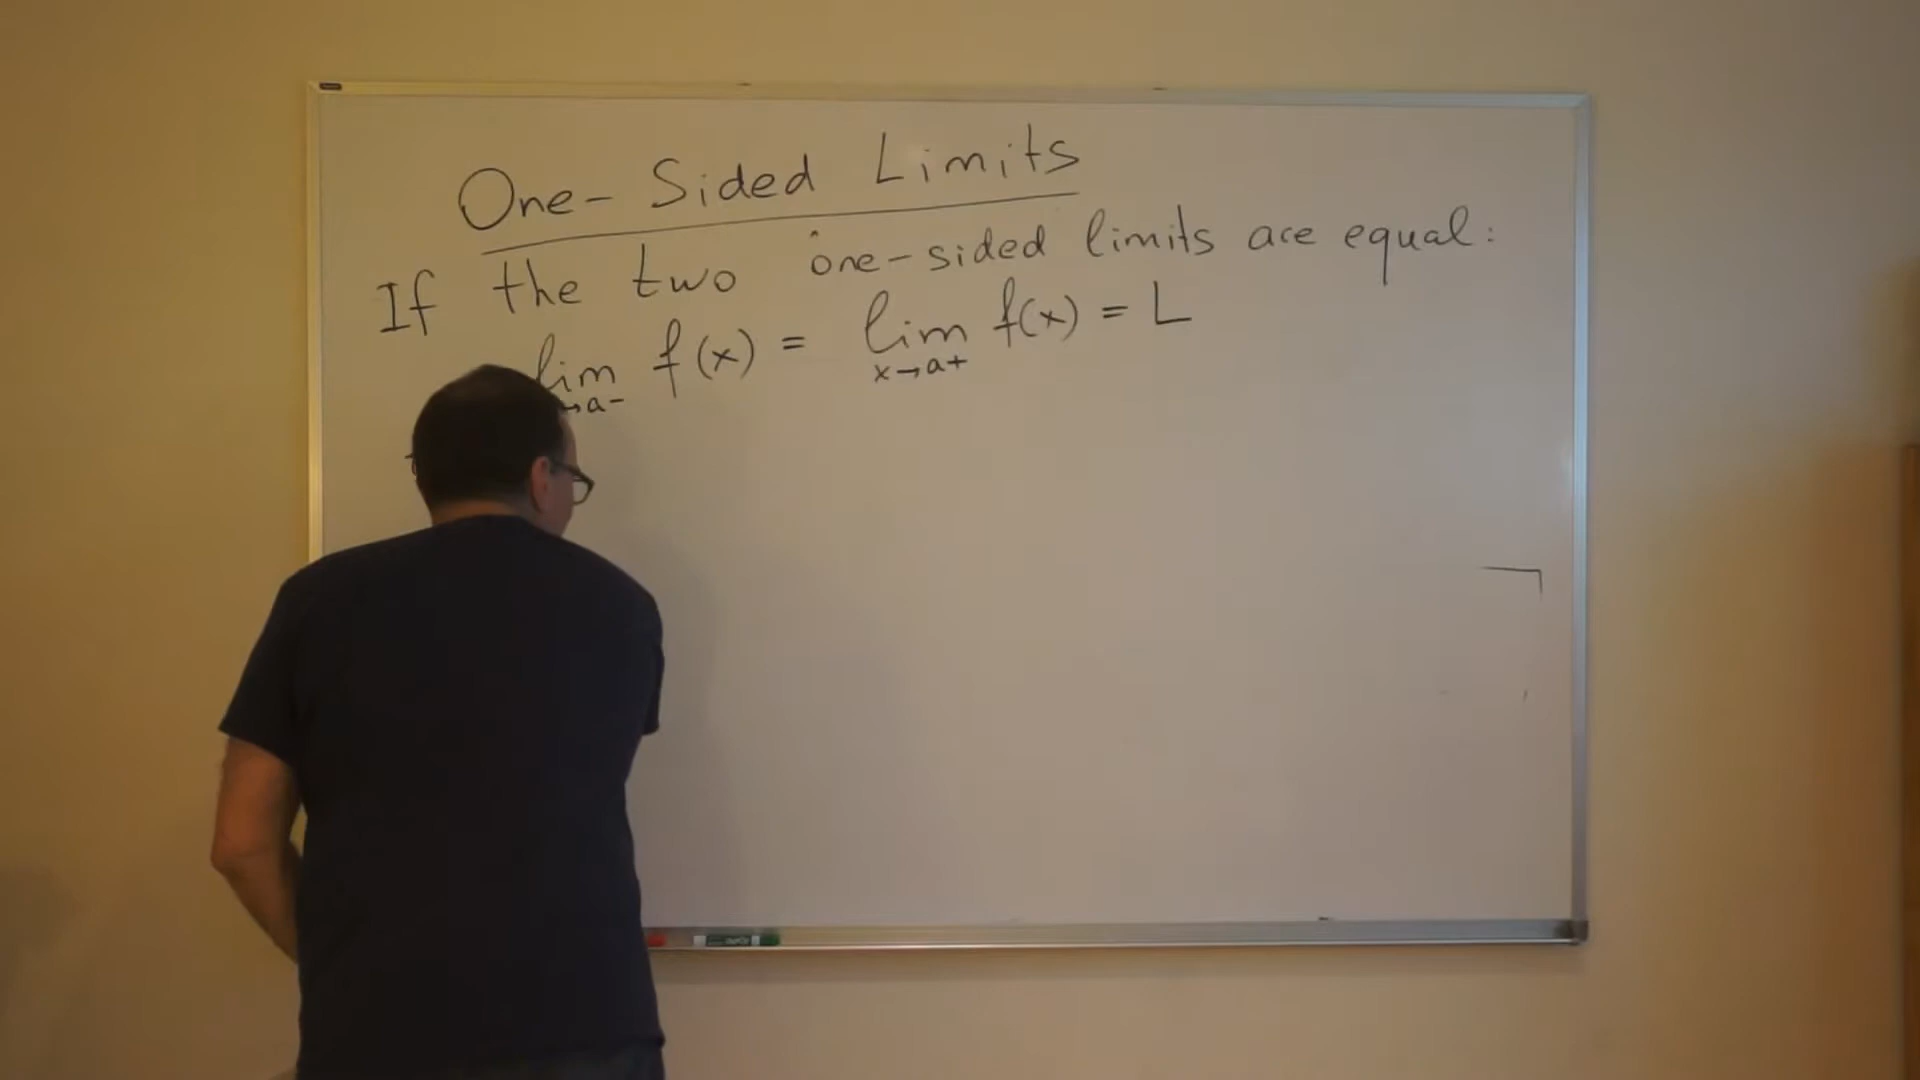 One-Sided Limits
If the two one-sided limits are equal:
lim f(x) = lim f(x) = L
→a- x→a+